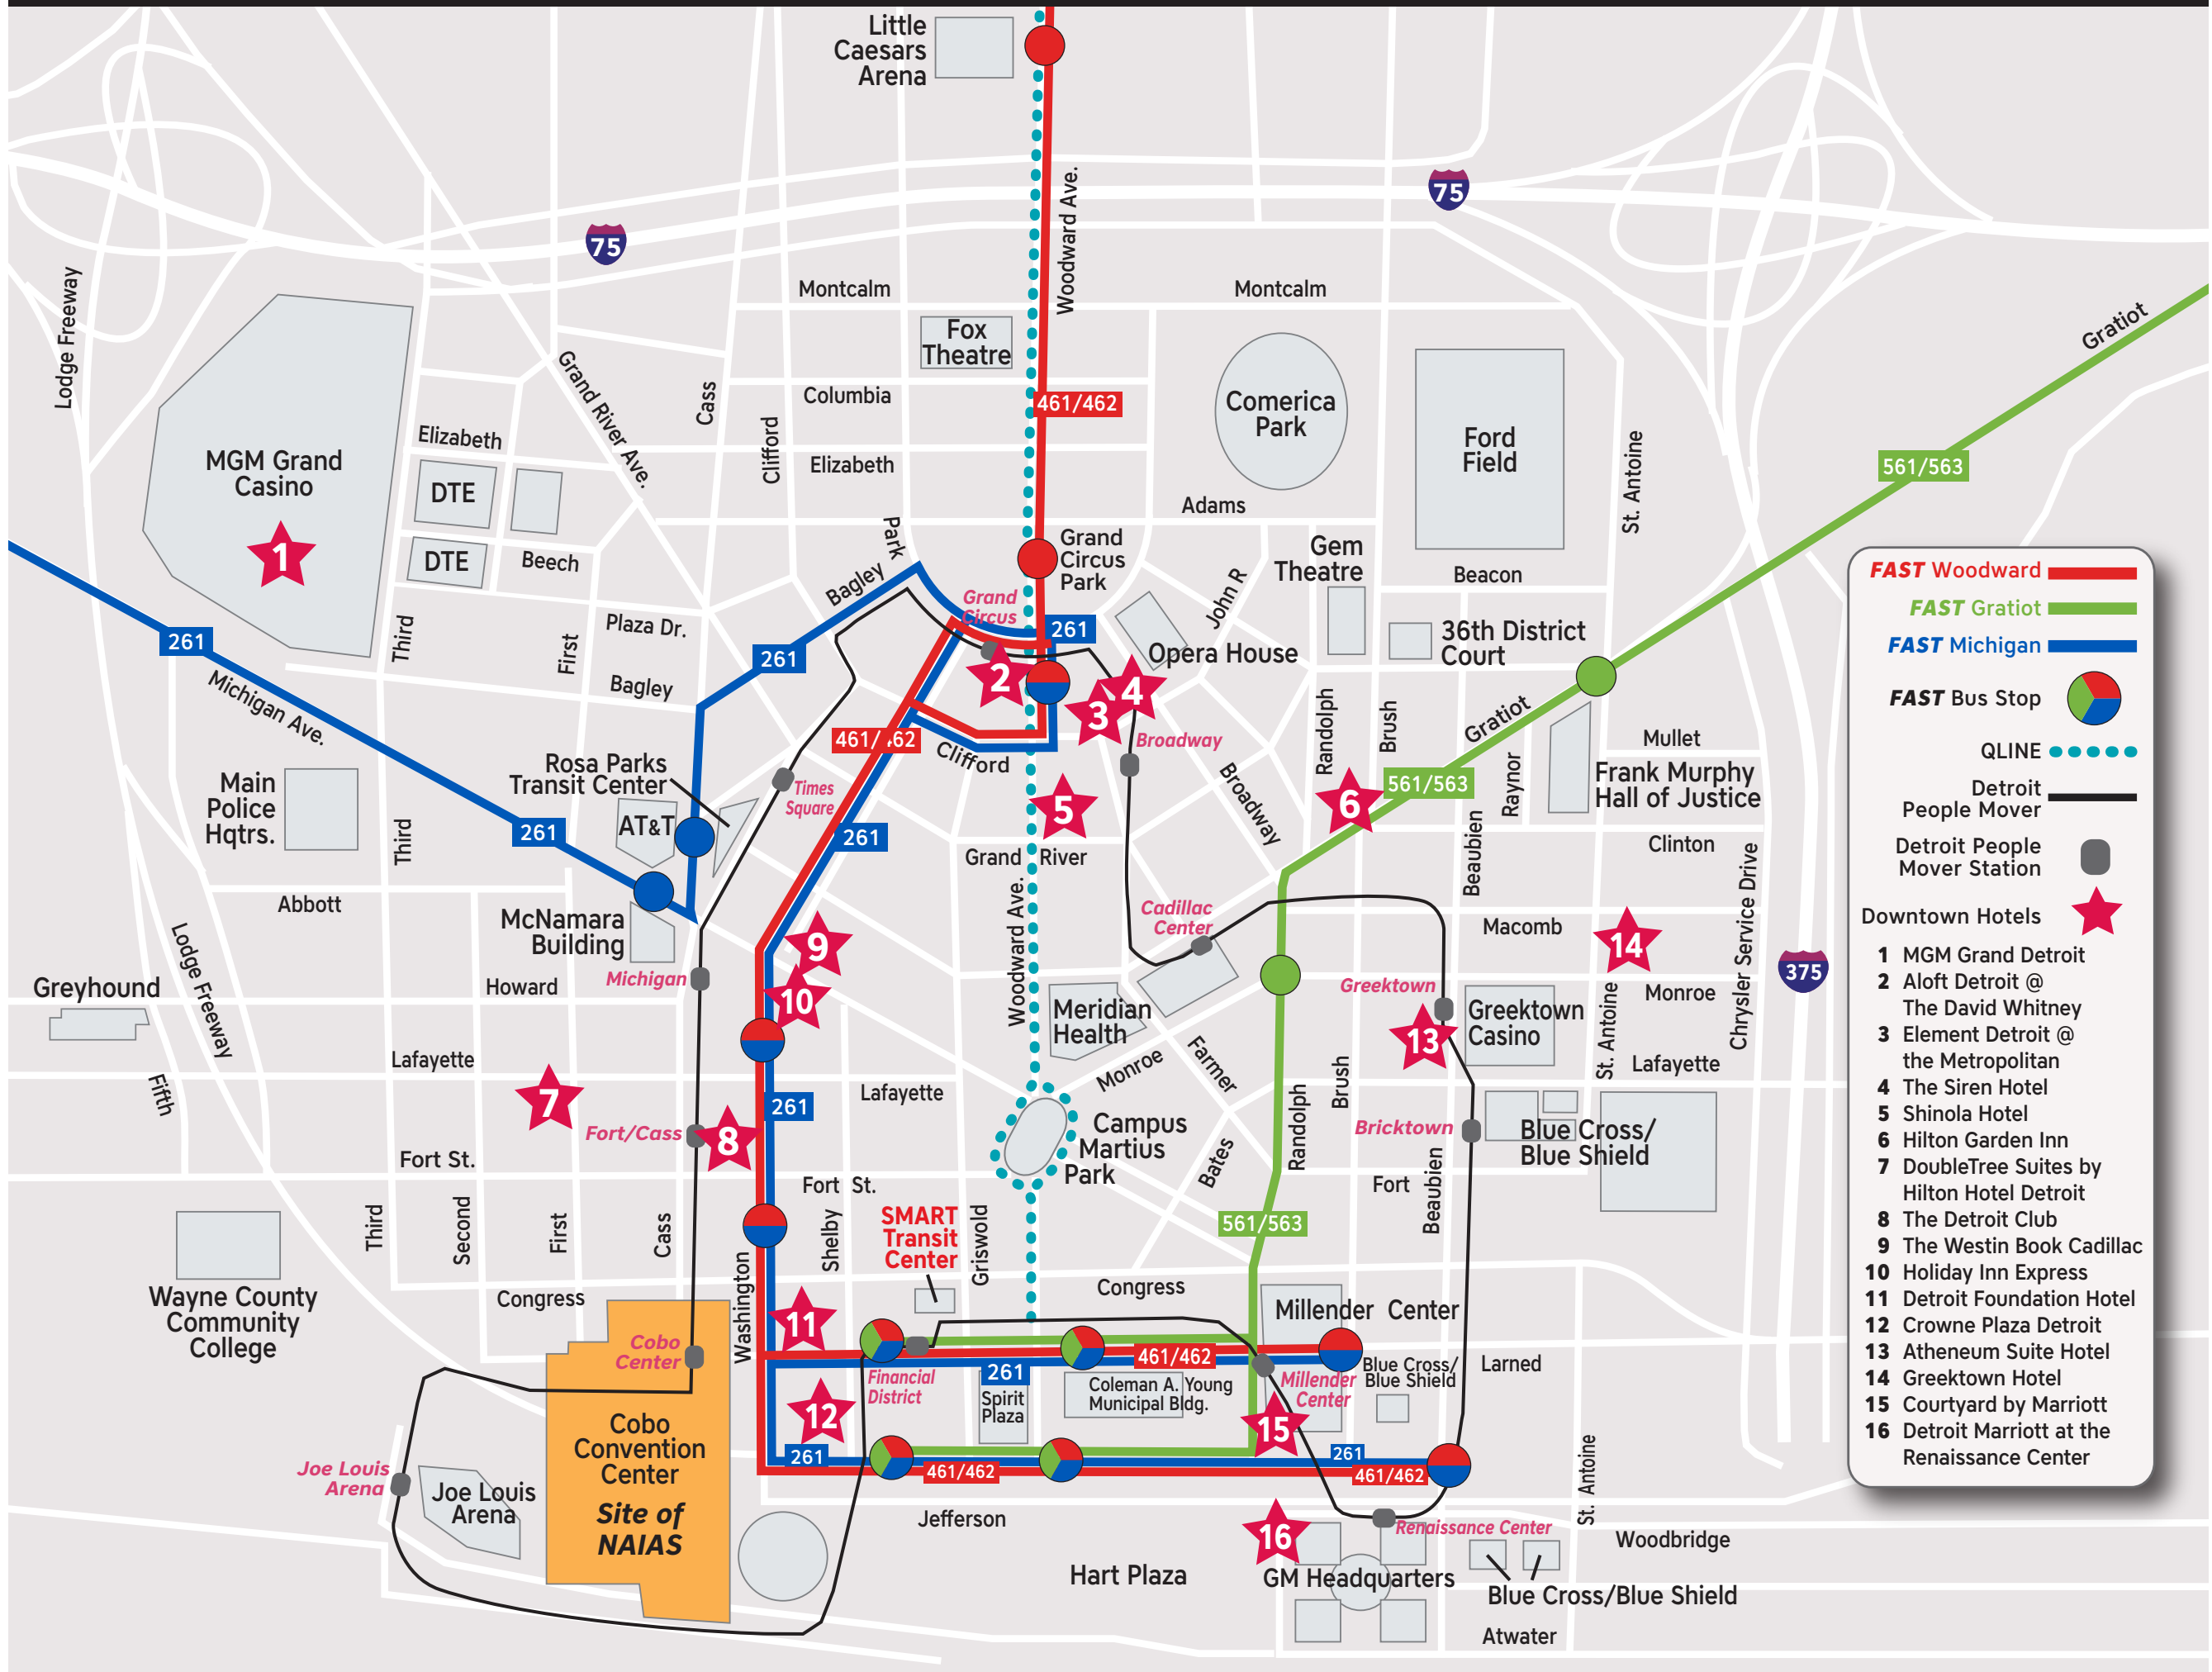 Little
Caesars
Arena
Woodward Ave.
75
75
Lodge Freeway
Montcalm
Montcalm
Gratiot
Fox
Theatre
Grand River Ave.
Cass
Columbia
461/462
Comerica
Park
Ford
Field
Clifford
Elizabeth
Elizabeth
St. Antoine
561/563
MGM Grand
Casino
DTE
Adams
Park
1
DTE
Beech
Grand
Circus
Park
Gem
Theatre
Beacon
Bagley
John R
Grand
Circus
261
261
Third
First
Plaza Dr.
261
36th District
Court
Opera House
Michigan Ave.
Bagley
2
3
4
Randolph
Brush
Gratiot
461/462
Clifford
Broadway
Mullet
Rosa Parks
Transit Center
Times
Square
Broadway
Raynor
Frank Murphy
Hall of Justice
Main
Police
Hqtrs.
AT&T
5
6
561/563
Third
261
261
Clinton
Grand River
Beaubien
Chrysler Service Drive
Abbott
McNamara
Building
Cadillac
Center
Woodward Ave.
Macomb
14
9
Lodge Freeway
Michigan
10
375
Greyhound
Howard
Greektown
Monroe
Meridian
Health
Greektown
Casino
13
St. Antoine
Lafayette
Farmer
Monroe
Brush
Lafayette
Fifth
7
261
Lafayette
Fort/Cass
8
Campus
Martius
Park
Randolph
Bricktown
Blue Cross/
Blue Shield
Fort St.
Bates
Fort St.
Fort
Beaubien
Third
Second
First
Cass
Shelby
SMART
Transit
Center
Griswold
561/563
Washington
Wayne County
Community
College
Congress
Congress
Millender Center
11
Cobo
Center
461/462
Financial
District
261
Blue Cross/
Blue Shield
Larned
Millender
Center
Spirit
Plaza
Coleman A. Young
Municipal Bldg.
12
15
Cobo
Convention
Center
Site of
NAIAS
261
461/462
261
461/462
Joe Louis
Arena
Joe Louis
Arena
St. Antoine
Jefferson
16
Renaissance Center
Woodbridge
Hart Plaza
GM Headquarters
Blue Cross/Blue Shield
Atwater
FAST Woodward
FAST Gratiot
FAST Michigan
FAST Bus Stop
QLINE
Detroit
People Mover
Detroit People
Mover Station
Downtown Hotels
1 MGM Grand Detroit
2 Aloft Detroit @
The David Whitney
3 Element Detroit @
the Metropolitan
4 The Siren Hotel
5 Shinola Hotel
6 Hilton Garden Inn
7 DoubleTree Suites by
Hilton Hotel Detroit
8 The Detroit Club
9 The Westin Book Cadillac
10 Holiday Inn Express
11 Detroit Foundation Hotel
12 Crowne Plaza Detroit
13 Atheneum Suite Hotel
14 Greektown Hotel
15 Courtyard by Marriott
16 Detroit Marriott at the
Renaissance Center